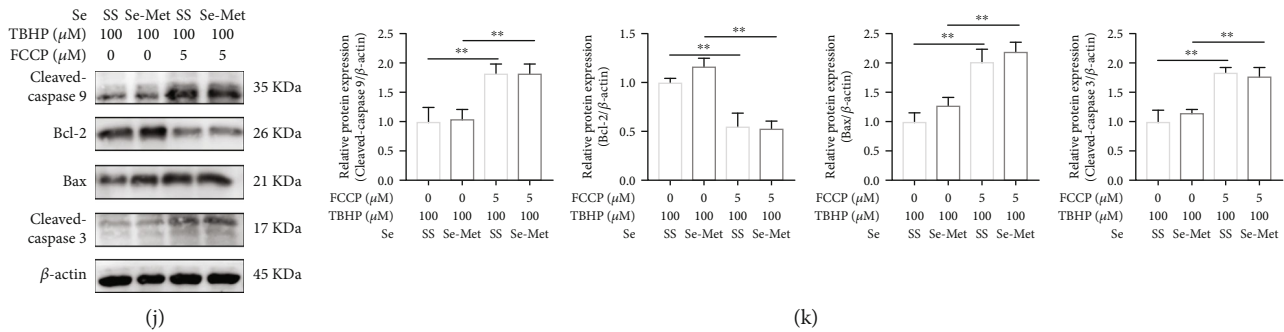 Se SS Se-Met SS Se-Met
TBHP (μM) 100 100 100 100
FCCP (μM) 0 0 5 5
Cleaved-
caspase 9 35 KDa
Bcl-2 26 KDa
Bax 21 KDa
Cleaved-
caspase 3 17 KDa
β-actin 45 KDa
(j)
Relative protein expression
(Cleaved-caspase 9/β-actin)
2.5
2.0
1.5
1.0
0.5
0.0
**
**
FCCP (μM) 0 0 5 5
TBHP (μM) 100 100 100 100
Se SS Se-Met SS Se-Met
Relative protein expression
(Bcl-2/β-actin)
1.5
1.0
0.5
0.0
**
**
FCCP (μM) 0 0 5 5
TBHP (μM) 100 100 100 100
Se SS Se-Met SS Se-Met
Relative protein expression
(Bax/β-actin)
2.5
2.0
1.5
1.0
0.5
0.0
**
**
FCCP (μM) 0 0 5 5
TBHP (μM) 100 100 100 100
Se SS Se-Met SS Se-Met
Relative protein expression
(Cleaved-caspase 3/β-actin)
2.5
2.0
1.5
1.0
0.5
0.0
**
**
FCCP (μM) 0 0 5 5
TBHP (μM) 100 100 100 100
Se SS Se-Met SS Se-Met
(k)